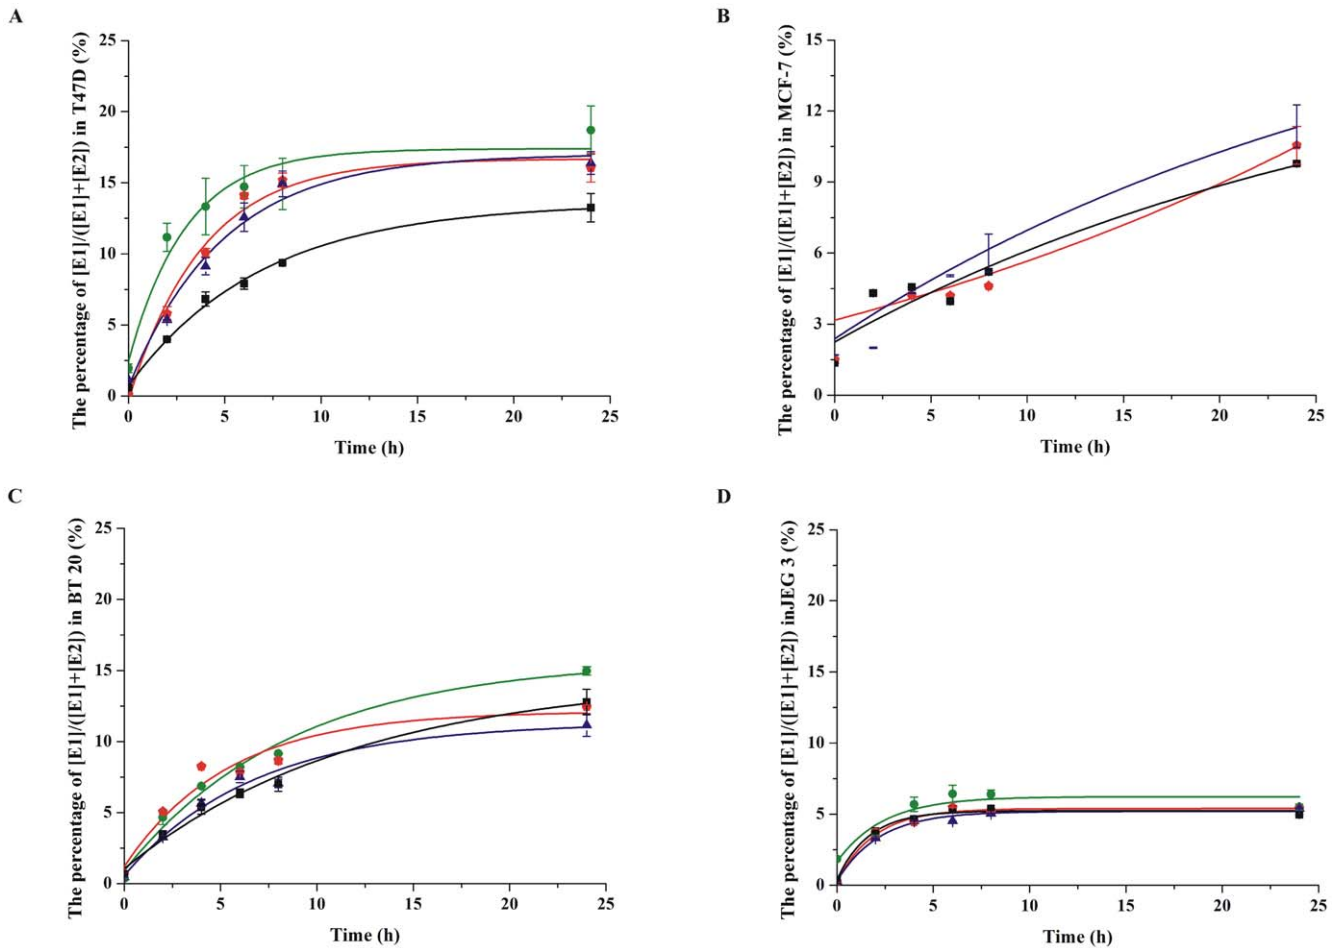 A
The percentage of [E1]/([E1]+[E2]) in T47D (%)
25
20
15
10
5
0
0 5 10 15 20 25
Time (h)
B
The percentage of [E1]/([E1]+[E2]) in MCF-7 (%)
15
12
9
6
3
0
0 5 10 15 20 25
Time (h)
C
The percentage of [E1]/([E1]+[E2]) in BT 20 (%)
25
20
15
10
5
0
0 5 10 15 20 25
Time (h)
D
The percentage of [E1]/([E1]+[E2]) inJEG 3 (%)
25
20
15
10
5
0
0 5 10 15 20 25
Time (h)